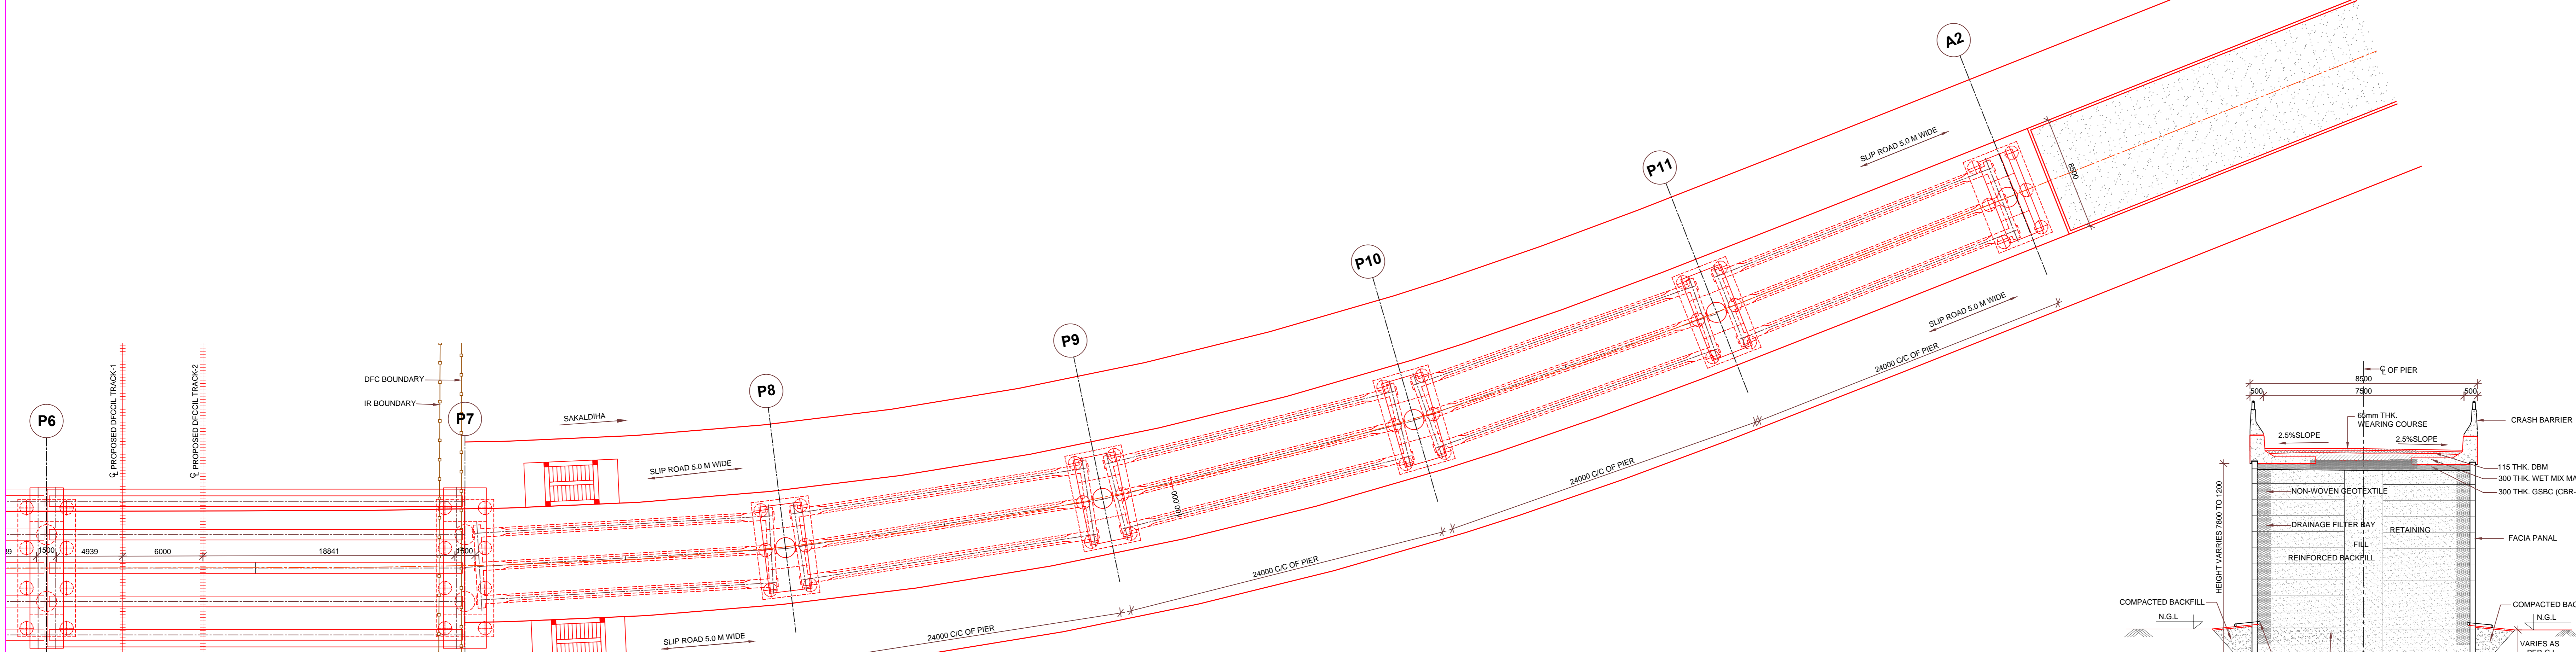 A2
P11
P10
P9
P8
P7
P6
SLIP ROAD 5.0 M WIDE
8500
SLIP ROAD 5.0 M WIDE
24000 C/C OF PIER
24000 C/C OF PIER
24000 C/C OF PIER
24000 C/C OF PIER
100.000
SAKALDIHA
SLIP ROAD 5.0 M WIDE
SLIP ROAD 5.0 M WIDE
DFC BOUNDARY
IR BOUNDARY
℄ PROPOSED DFCCIL TRACK-1
℄ PROPOSED DFCCIL TRACK-2
1500
4939
6000
18841
1500
℄ OF PIER
8500
500
7500
500
65mm THK.
WEARING COURSE
CRASH BARRIER
2.5%SLOPE
2.5%SLOPE
115 THK. DBM
300 THK. WET MIX MA
300 THK. GSBC (CBR-
NON-WOVEN GEOTEXTILE
DRAINAGE FILTER BAY
RETAINING
FILL
REINFORCED BACKFILL
FACIA PANAL
HEIGHT VARRIES 7800 TO 1200
COMPACTED BACKFILL
N.G.L
COMPACTED BAC
N.G.L
VARIES AS